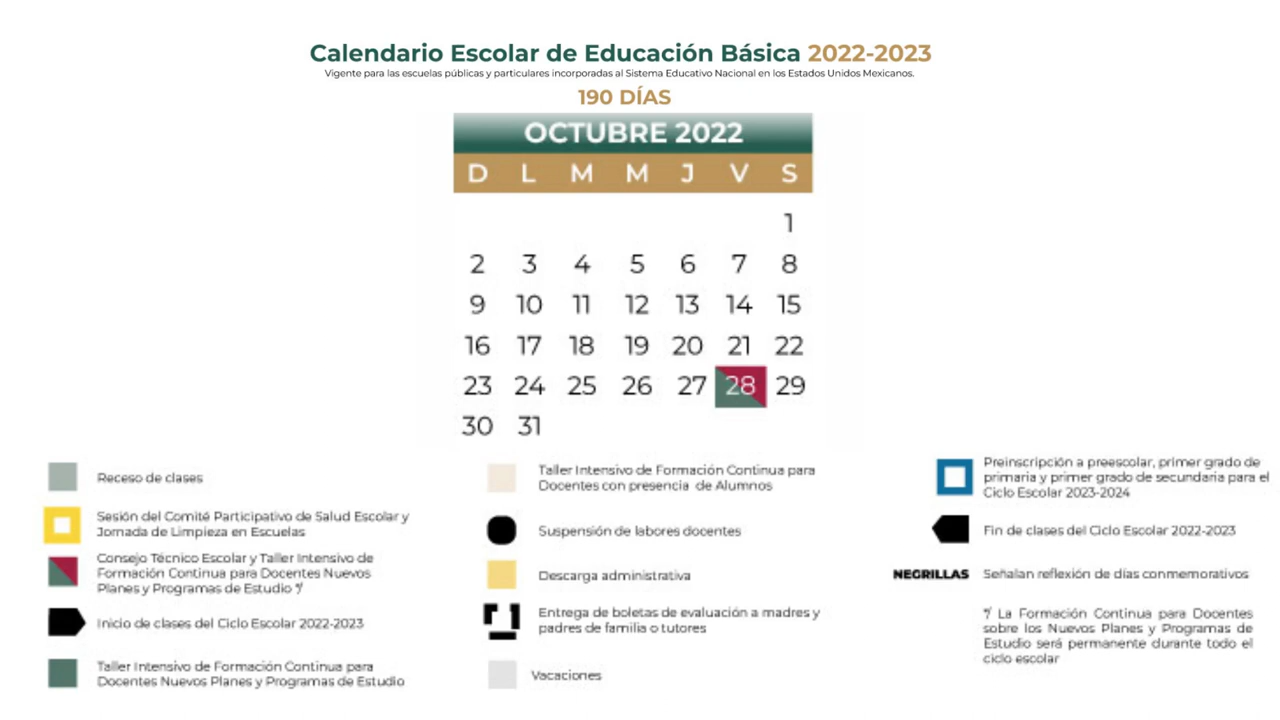 Calendario Escolar de Educación Básica 2022-2023
Vigente para las escuelas públicas y particulares incorporadas al Sistema Educativo Nacional en los Estados Unidos Mexicanos.
190 DÍAS
OCTUBRE 2022
D L M M J V S
1
2 3 4 5 6 7 8
9 10 11 12 13 14 15
16 17 18 19 20 21 22
23 24 25 26 27 28 29
30 31
Receso de clases
Sesión del Comité Participativo de Salud Escolar y
Jornada de Limpieza en Escuelas
Consejo Técnico Escolar y Taller Intensivo de
Formación Continua para Docentes Nuevos
Planes y Programas de Estudio */
Inicio de clases del Ciclo Escolar 2022-2023
Taller Intensivo de Formación Continua para
Docentes Nuevos Planes y Programas de Estudio
Taller Intensivo de Formación Continua para
Docentes con presencia de Alumnos
Suspensión de labores docentes
Descarga administrativa
Entrega de boletas de evaluación a madres y
padres de familia o tutores
Vacaciones
Preinscripción a preescolar, primer grado de
primaria y primer grado de secundaria para el
Ciclo Escolar 2023-2024
Fin de clases del Ciclo Escolar 2022-2023
NEGRILLAS Señalan reflexión de días conmemorativos
*/ La Formación Continua para Docentes
sobre los Nuevos Planes y Programas de
Estudio será permanente durante todo el
ciclo escolar